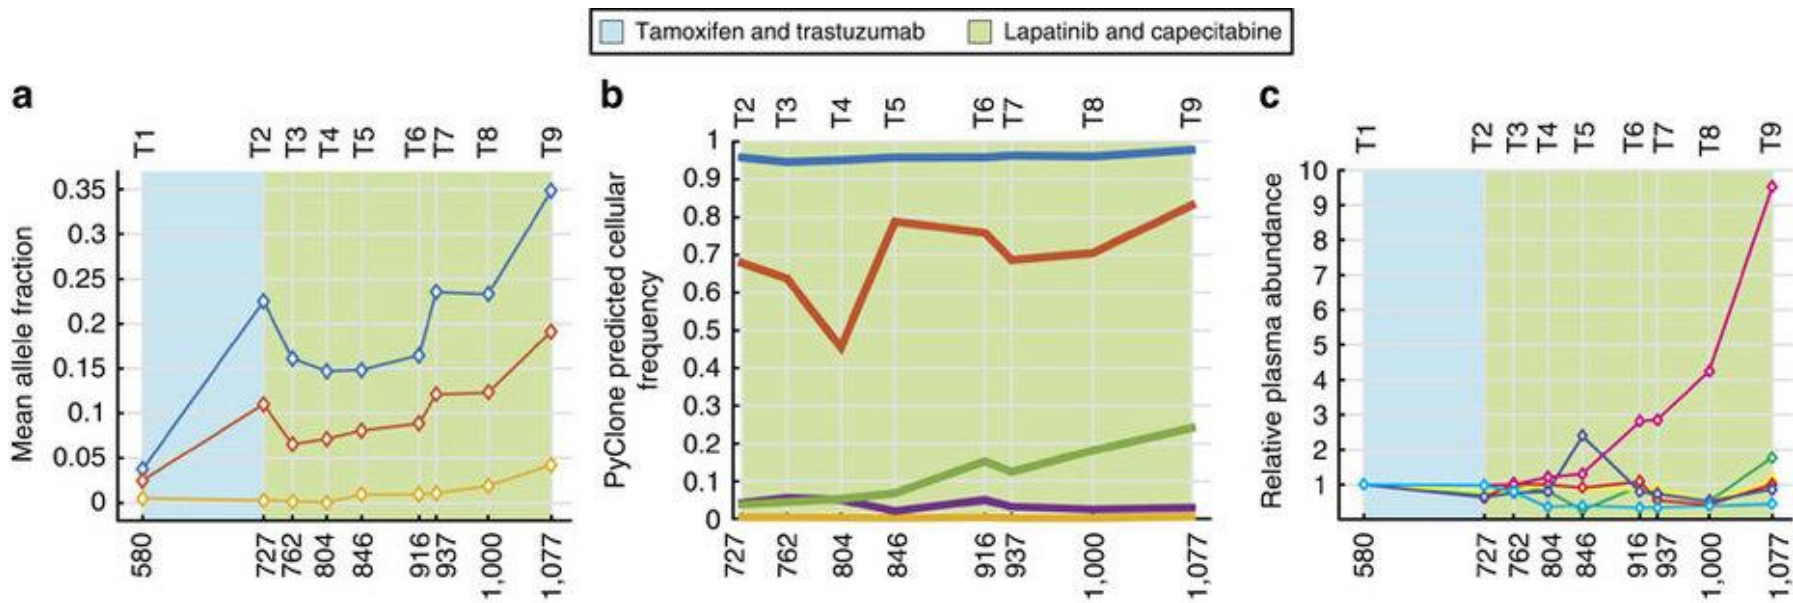 Tamoxifen and trastuzumab Lapatinib and capecitabine
a
T1 T2 T3 T4 T5 T6 T7 T8 T9
Mean allele fraction
0.35
0.3
0.25
0.2
0.15
0.1
0.05
0
580 727 762 804 846 916 937 1,000 1,077
b
T2 T3 T4 T5 T6 T7 T8 T9
PyClone predicted cellular
frequency
1
0.9
0.8
0.7
0.6
0.5
0.4
0.3
0.2
0.1
0
727 762 804 846 916 937 1,000 1,077
c
T1 T2 T3 T4 T5 T6 T7 T8 T9
Relative plasma abundance
10
9
8
7
6
5
4
3
2
1
580 727 762 804 846 916 937 1,000 1,077